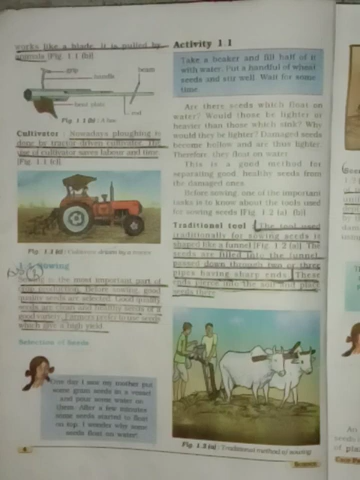 works like a blade, it is pulled by
animals [Fig. 1.1 (b)]
grip
handle
beam
rod
Fig. 1.1 (b) : A hoe
Cultivator : Nowadays ploughing is
done by tractor driven cultivator. The
use of cultivator saves labour and time.
[Fig. 1.1 (c)]
Fig. 1.1 (c) : Cultivator driven by a tractor
Sowing
is the most important part of
crop production. Before sowing, good
quality seeds are selected. Good quality
seeds are clean and healthy seeds of a
good variety. Farmers prefer to use seeds
which give a high yield.
Selection of Seeds
One day I saw my mother put
some gram seeds in a vessel
and pour some water on
them. After a few minutes
some seeds started to float
on top. I wonder why some
seeds float on water!
Activity 1.1
Take a beaker and fill half of it
with water. Put a handful of wheat
seeds and stir well. Wait for some
time.
Are there seeds which float on
water? Would those be lighter or
heavier than those which sink? Why
would they be lighter? Damaged seeds
become hollow and are thus lighter.
Therefore, they float on water.
This is a good method for
separating good, healthy seeds from
the damaged ones.
Before sowing, one of the important
tasks is to know about the tools used
for sowing seeds [Fig. 1.2 (a), (b)].
Traditional tool : The tool used
traditionally for sowing seeds is
shaped like a funnel [Fig. 1.2 (a)]. The
seeds are filled into the funnel,
passed down through two or three
pipes having sharp ends. These
ends pierce into the soil and place
seeds there.
Fig. 1.2 (a) : Traditional method of sowing
4
Science